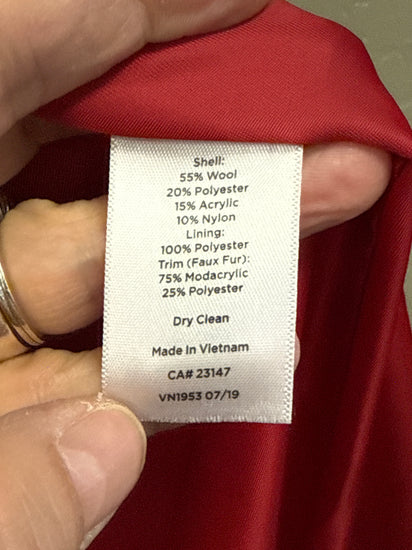 Shell:
55% Wool
20% Polyester
15% Acrylic
10% Nylon
Lining:
100% Polyester
Trim (Faux Fur):
75% Modacrylic
25% Polyester
Dry Clean
Made In Vietnam
CA# 23147
VN1953 07/19